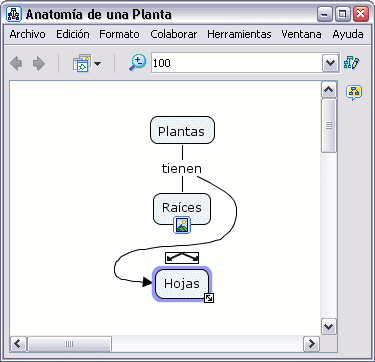 Anatomía de una Planta
Archivo Edición Formato Colaborar Herramientas Ventana Ayuda
100
Plantas
tienen
Raíces
Hojas